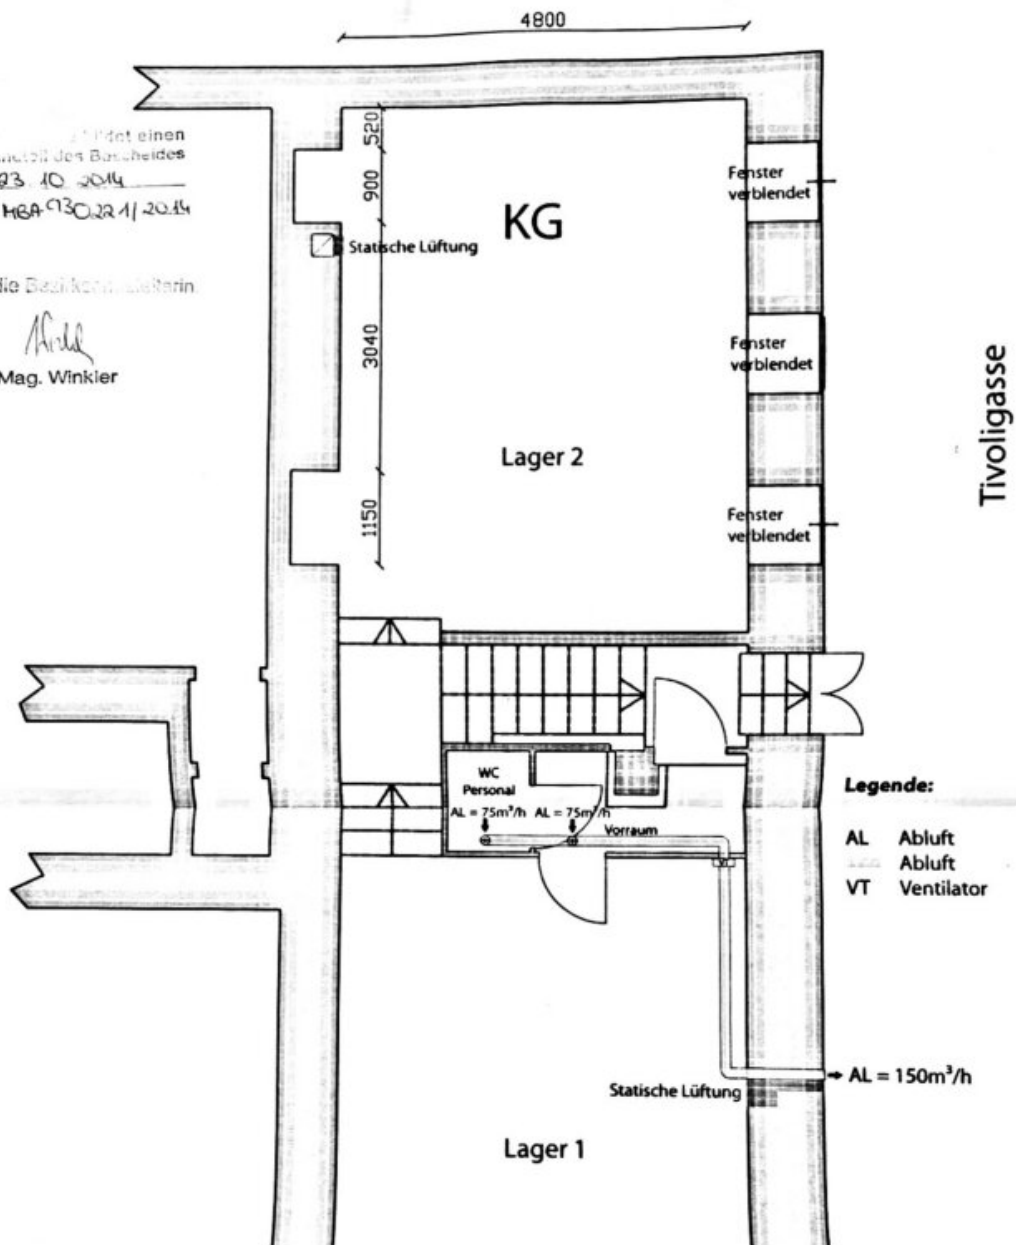 4800
einen
des Bescheides
23 10 2014
MBA 930221/2014
die
Mag. Winkler
520
900
3040
1150
KG
Statische Lüftung
Fenster
verblendet
Fenster
verblendet
Fenster
verblendet
Lager 2
Tivoligasse
WC
Personal
AL = 75m³/h AL = 75m³/h
Vorraum
Legende:
AL Abluft
Abluft
VT Ventilator
AL = 150m³/h
Statische Lüftung
Lager 1